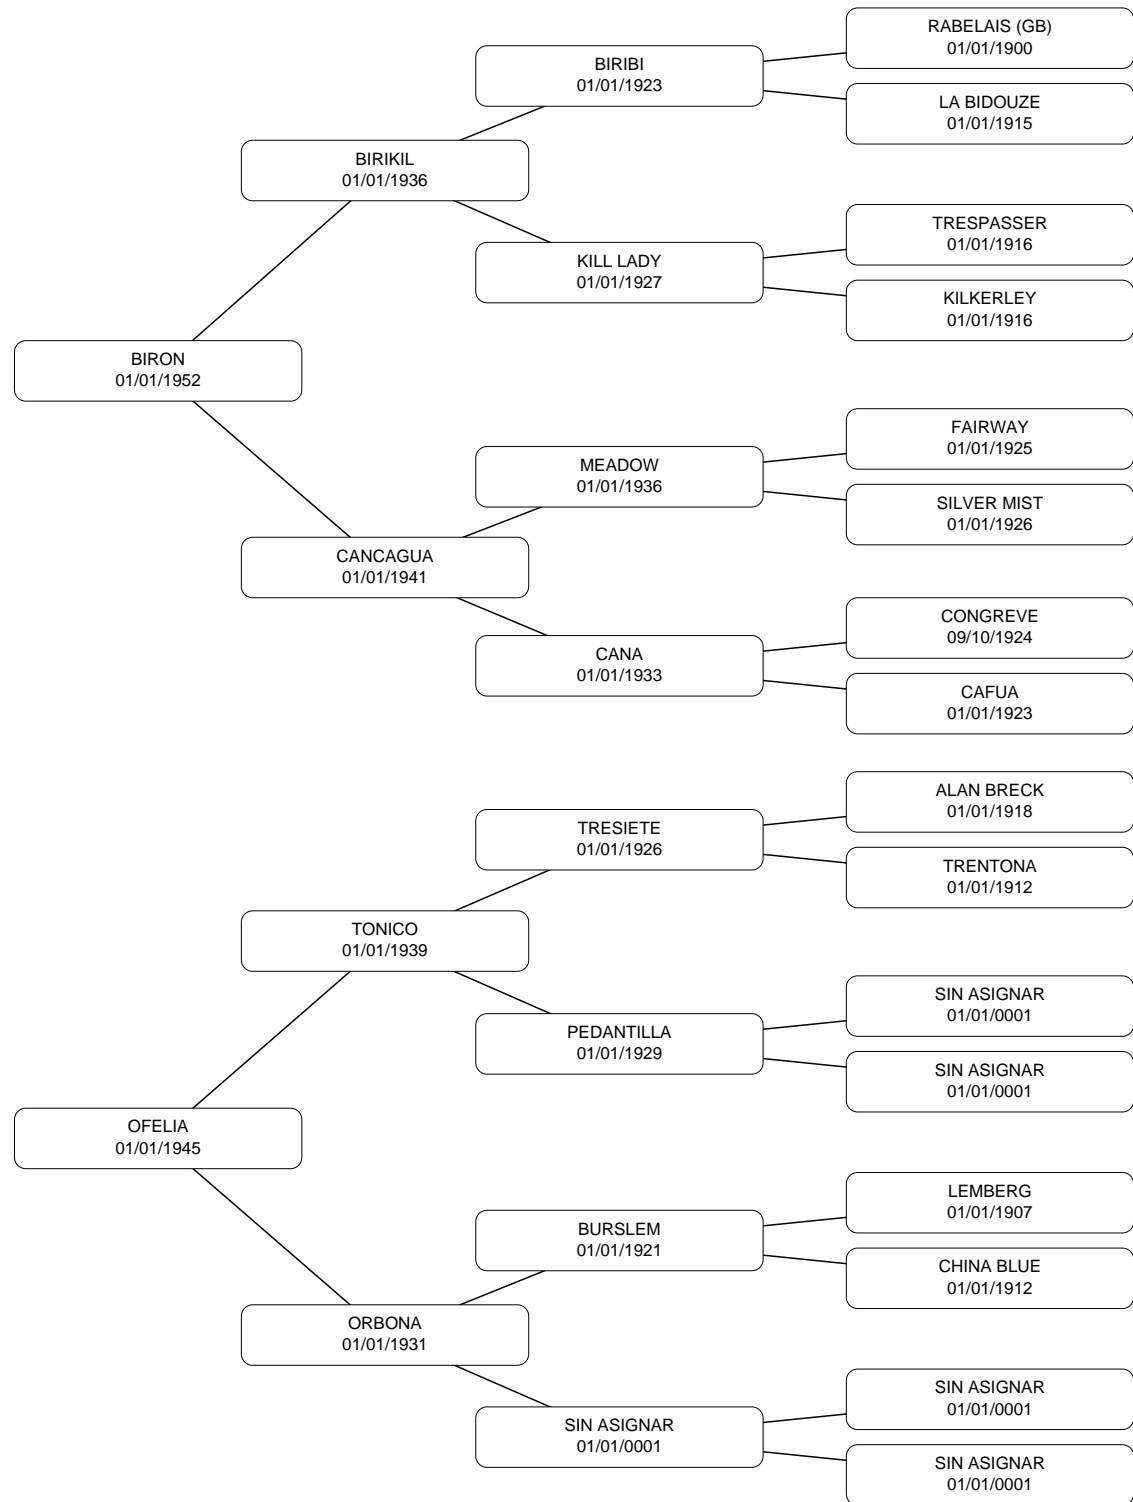 RABELAIS (GB)
01/01/1900
BIRIBI
01/01/1923
LA BIDOUZE
01/01/1915
BIRIKIL
01/01/1936
TRESPASSER
01/01/1916
KILL LADY
01/01/1927
KILKERLEY
01/01/1916
BIRON
01/01/1952
FAIRWAY
01/01/1925
MEADOW
01/01/1936
SILVER MIST
01/01/1926
CANCAGUA
01/01/1941
CONGREVE
09/10/1924
CANA
01/01/1933
CAFUA
01/01/1923
ALAN BRECK
01/01/1918
TRESIETE
01/01/1926
TRENTONA
01/01/1912
TONICO
01/01/1939
SIN ASIGNAR
01/01/0001
PEDANTILLA
01/01/1929
SIN ASIGNAR
01/01/0001
OFELIA
01/01/1945
LEMBERG
01/01/1907
BURSLEM
01/01/1921
CHINA BLUE
01/01/1912
ORBONA
01/01/1931
SIN ASIGNAR
01/01/0001
SIN ASIGNAR
01/01/0001
SIN ASIGNAR
01/01/0001